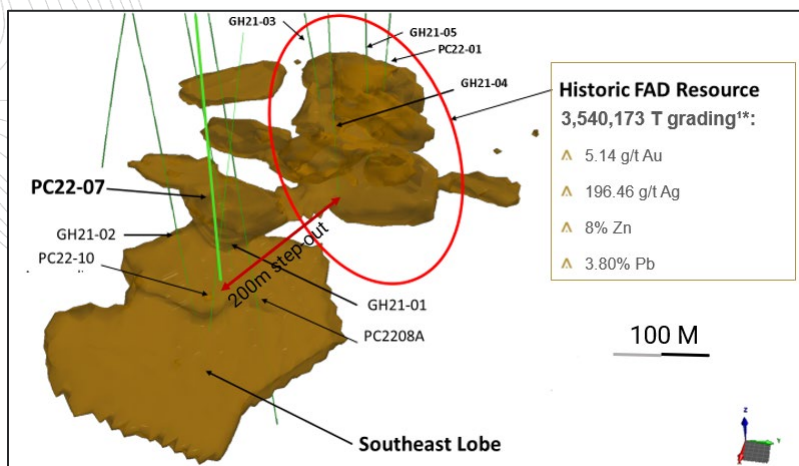 GH21-03
GH21-05
PC22-01
GH21-04
Historic FAD Resource
3,540,173 T grading¹*:
5.14 g/t Au
196.46 g/t Ag
8% Zn
3.80% Pb
PC22-07
GH21-02
PC22-10
200m step-out
GH21-01
PC2208A
100 M
Southeast Lobe
Z
Y